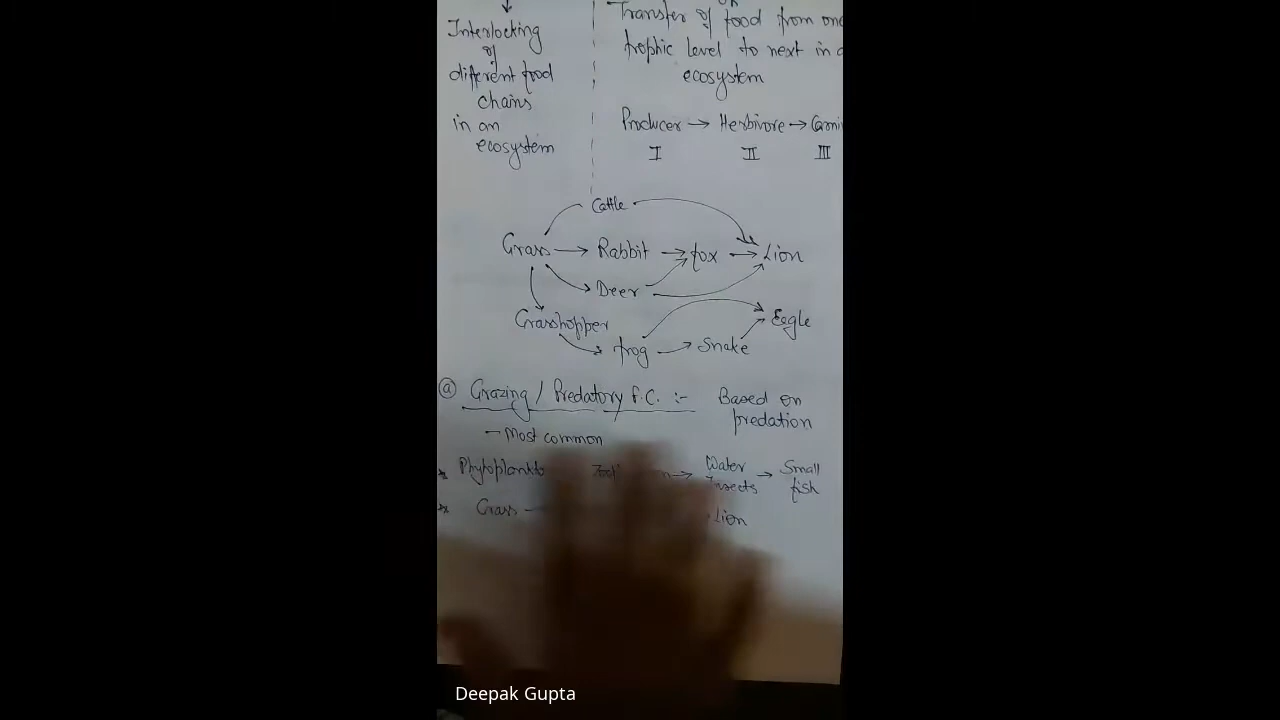 Interlocking
of
different food
chains
in an
ecosystem
Transfer of food from one
trophic level to next in
ecosystem
Producer → Herbivore →
I II III
Cattle
Grass → Rabbit → fox → Lion
Deer
Grasshopper
Eagle
frog → Snake
(a) Grazing / Predatory F.C. :- Based on
predation
- Most common
Water → Small
Insects fish
Grass
Lion
Deepak Gupta